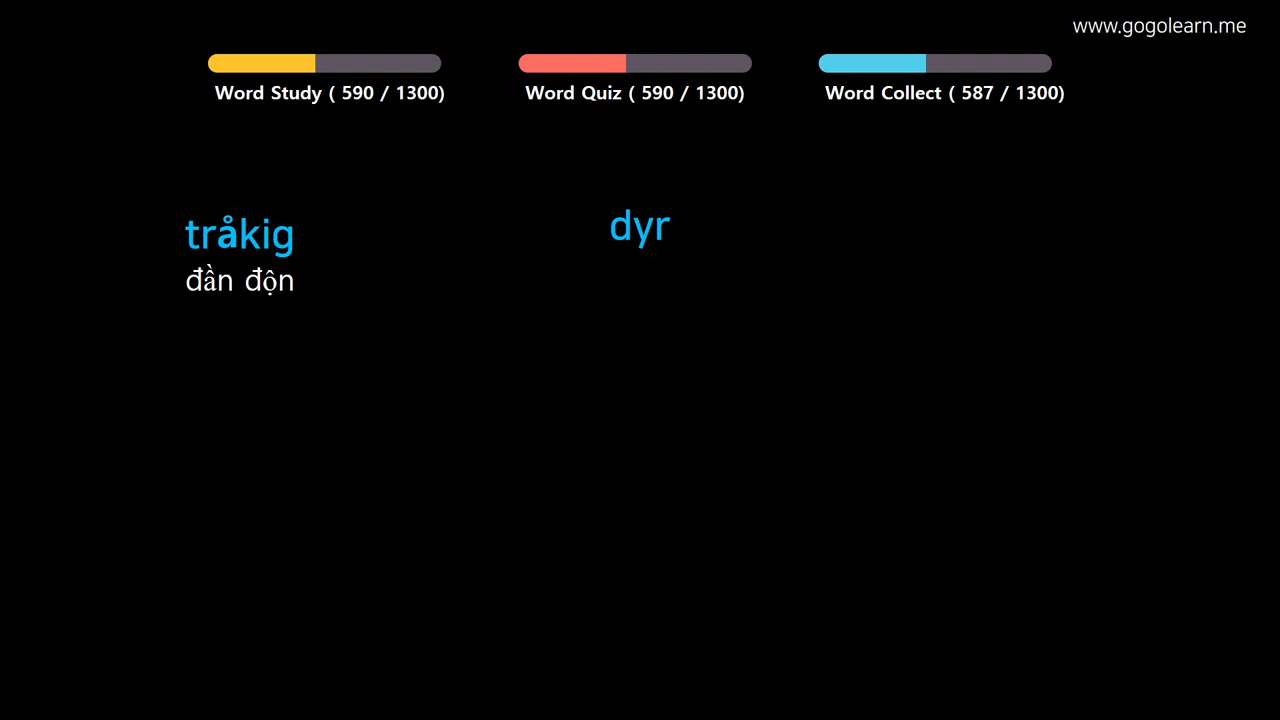 www.gogolearn.me
Word Study ( 590 / 1300)
Word Quiz ( 590 / 1300)
Word Collect ( 587 / 1300)
tråkig
đần độn
dyr